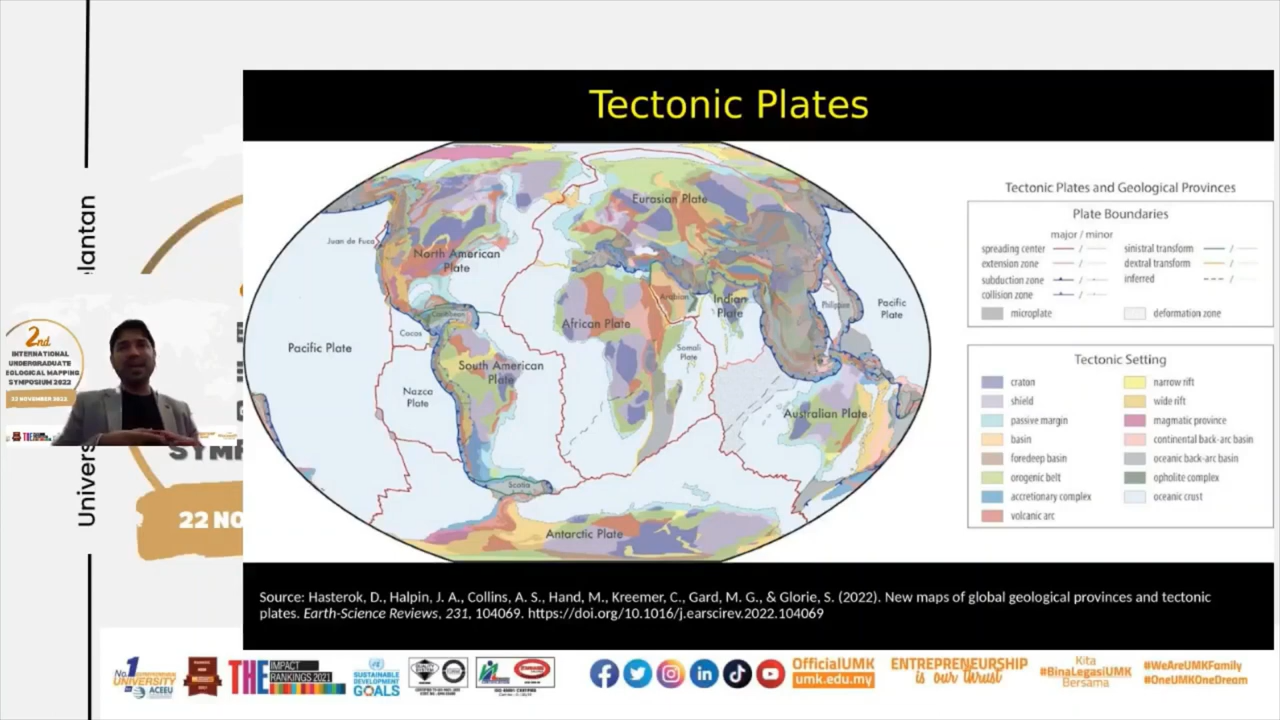 Tectonic Plates
Juan de Fuca
North American
Plate
Eurasian Plate
Caribbean
Cocos
Pacific Plate
Nazca
Plate
South American
Plate
Scotia
African Plate
Arabian
Somali
Plate
Indian
Plate
Philippine
Pacific
Plate
Australian Plate
Antarctic Plate
Tectonic Plates and Geological Provinces
Plate Boundaries
major / minor
spreading center /
extension zone /
subduction zone /
collision zone /
microplate
sinistral transform /
dextral transform /
inferred /
deformation zone
Tectonic Setting
craton
shield
passive margin
basin
foredeep basin
orogenic belt
accretionary complex
volcanic arc
narrow rift
wide rift
magmatic province
continental back-arc basin
oceanic back-arc basin
opholite complex
oceanic crust
Source: Hasterok, D., Halpin, J. A., Collins, A. S., Hand, M., Kreemer, C., Gard, M. G., & Glorie, S. (2022). New maps of global geological provinces and tectonic
plates. Earth-Science Reviews, 231, 104069. https://doi.org/10.1016/j.earscirev.2022.104069
lantan
Univers
2nd
INTERNATIONAL
UNDERGRADUATE
EOLOGICAL MAPPING
SYMPOSIUM 2022
22 NOVEMBER 2022
SYMP
22 NO
No.1
ENTREPRENEURIAL
UNIVERSITY
ACEEU
THE IMPACT
RANKINGS 2021
SUSTAINABLE
DEVELOPMENT
GOALS
OfficialUMK
umk.edu.my
ENTREPRENEURSHIP
is our thrust
Kita
#BinaLegasiUMK
Bersama
#WeAreUMKFamily
#OneUMKOneDream